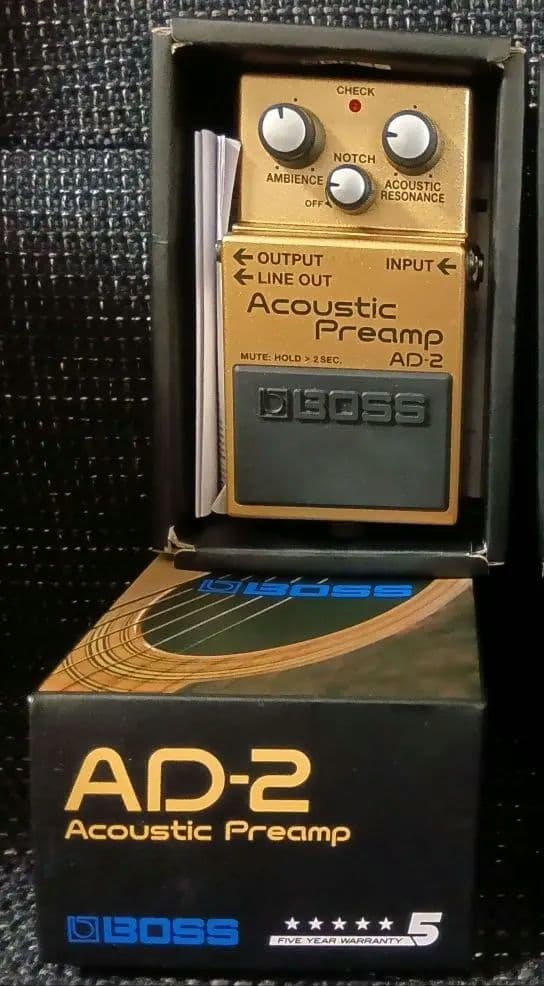 CHECK
AMBIENCE
NOTCH
OFF
ACOUSTIC
RESONANCE
OUTPUT
LINE OUT
INPUT
Acoustic
Preamp
MUTE: HOLD > 2 SEC.
AD-2
BOSS
BOSS
AD-2
Acoustic Preamp
BOSS
FIVE YEAR WARRANTY 5